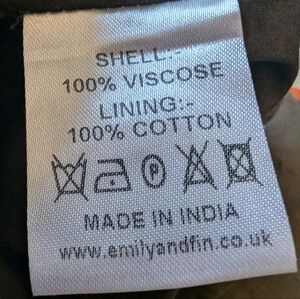 SHELL:-
100% VISCOSE
LINING:-
100% COTTON
P
MADE IN INDIA
www.emilyandfin.co.uk